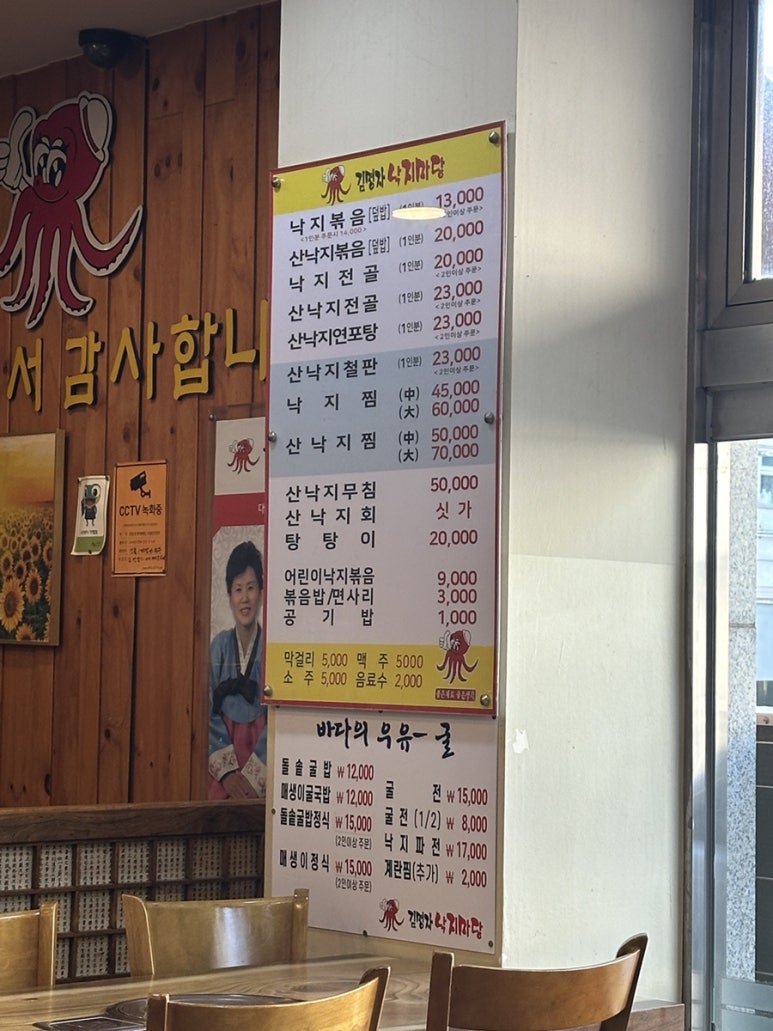 서 감사합니
CCTV 녹화중
김명자 낙지마당
낙지볶음 [덮밥] (1인분) 13,000
<1인분 주문시 14,000> 2인이상 주문>
산낙지볶음 [덮밥] (1인분) 20,000
낙지전골 (1인분) 20,000
<2인이상 주문>
산낙지전골 (1인분) 23,000
<2인이상 주문>
산낙지연포탕 (1인분) 23,000
<2인이상 주문>
산낙지철판 (1인분) 23,000
<2인이상 주문>
낙지찜 (中) 45,000
(大) 60,000
산낙지찜 (中) 50,000
(大) 70,000
산낙지무침 50,000
산낙지회 싯가
탕탕이 20,000
어린이낙지볶음 9,000
볶음밥/면사리 3,000
공기밥 1,000
막걸리 5,000 맥주 5000
소주 5,000 음료수 2,000
바다의 우유- 굴
돌솥굴밥 ₩12,000
매생이굴국밥 ₩12,000
돌솥굴밥정식 ₩15,000
(2인이상 주문)
매생이정식 ₩15,000
(2인이상 주문)
굴전 ₩15,000
굴전(1/2) ₩8,000
낙지파전 ₩17,000
계란찜(추가) ₩2,000
김명자 낙지마당